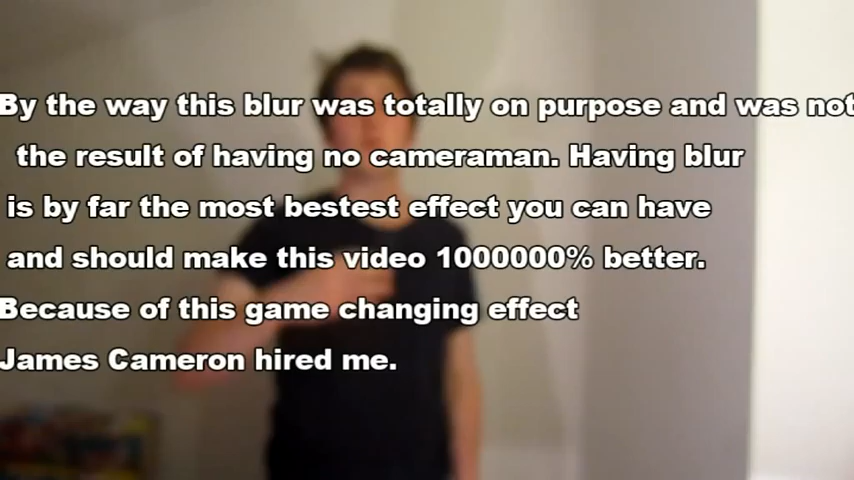 By the way this blur was totally on purpose and was not
the result of having no cameraman. Having blur
is by far the most bestest effect you can have
and should make this video 1000000% better.
Because of this game changing effect
James Cameron hired me.